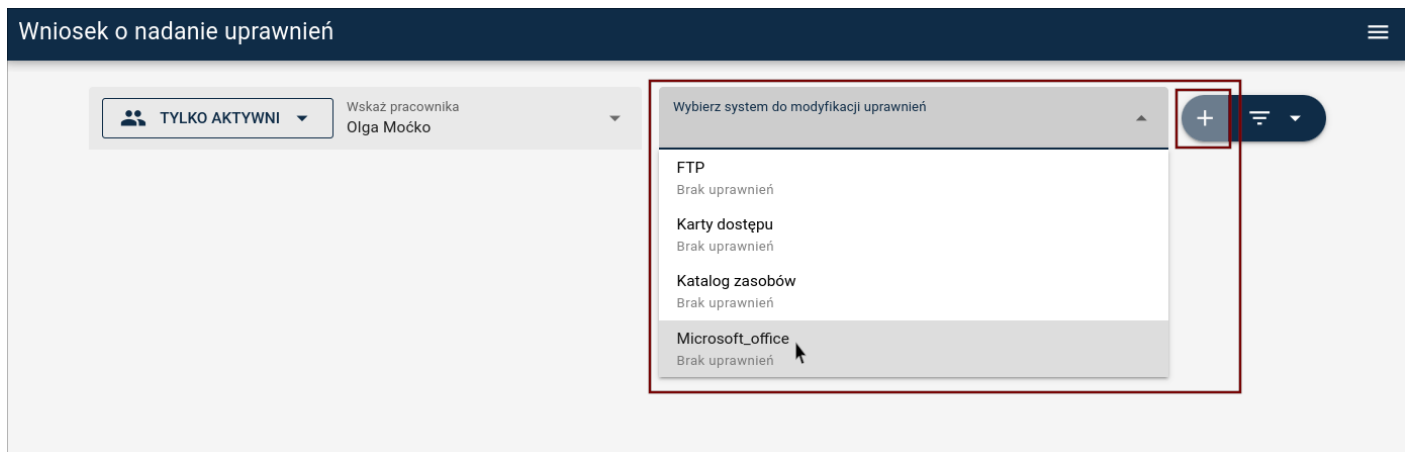 Wniosek o nadanie uprawnień
TYLKO AKTYWNI
Wskaż pracownika
Olga Moćko
Wybierz system do modyfikacji uprawnień
FTP
Brak uprawnień
Karty dostępu
Brak uprawnień
Katalog zasobów
Brak uprawnień
Microsoft_office
Brak uprawnień